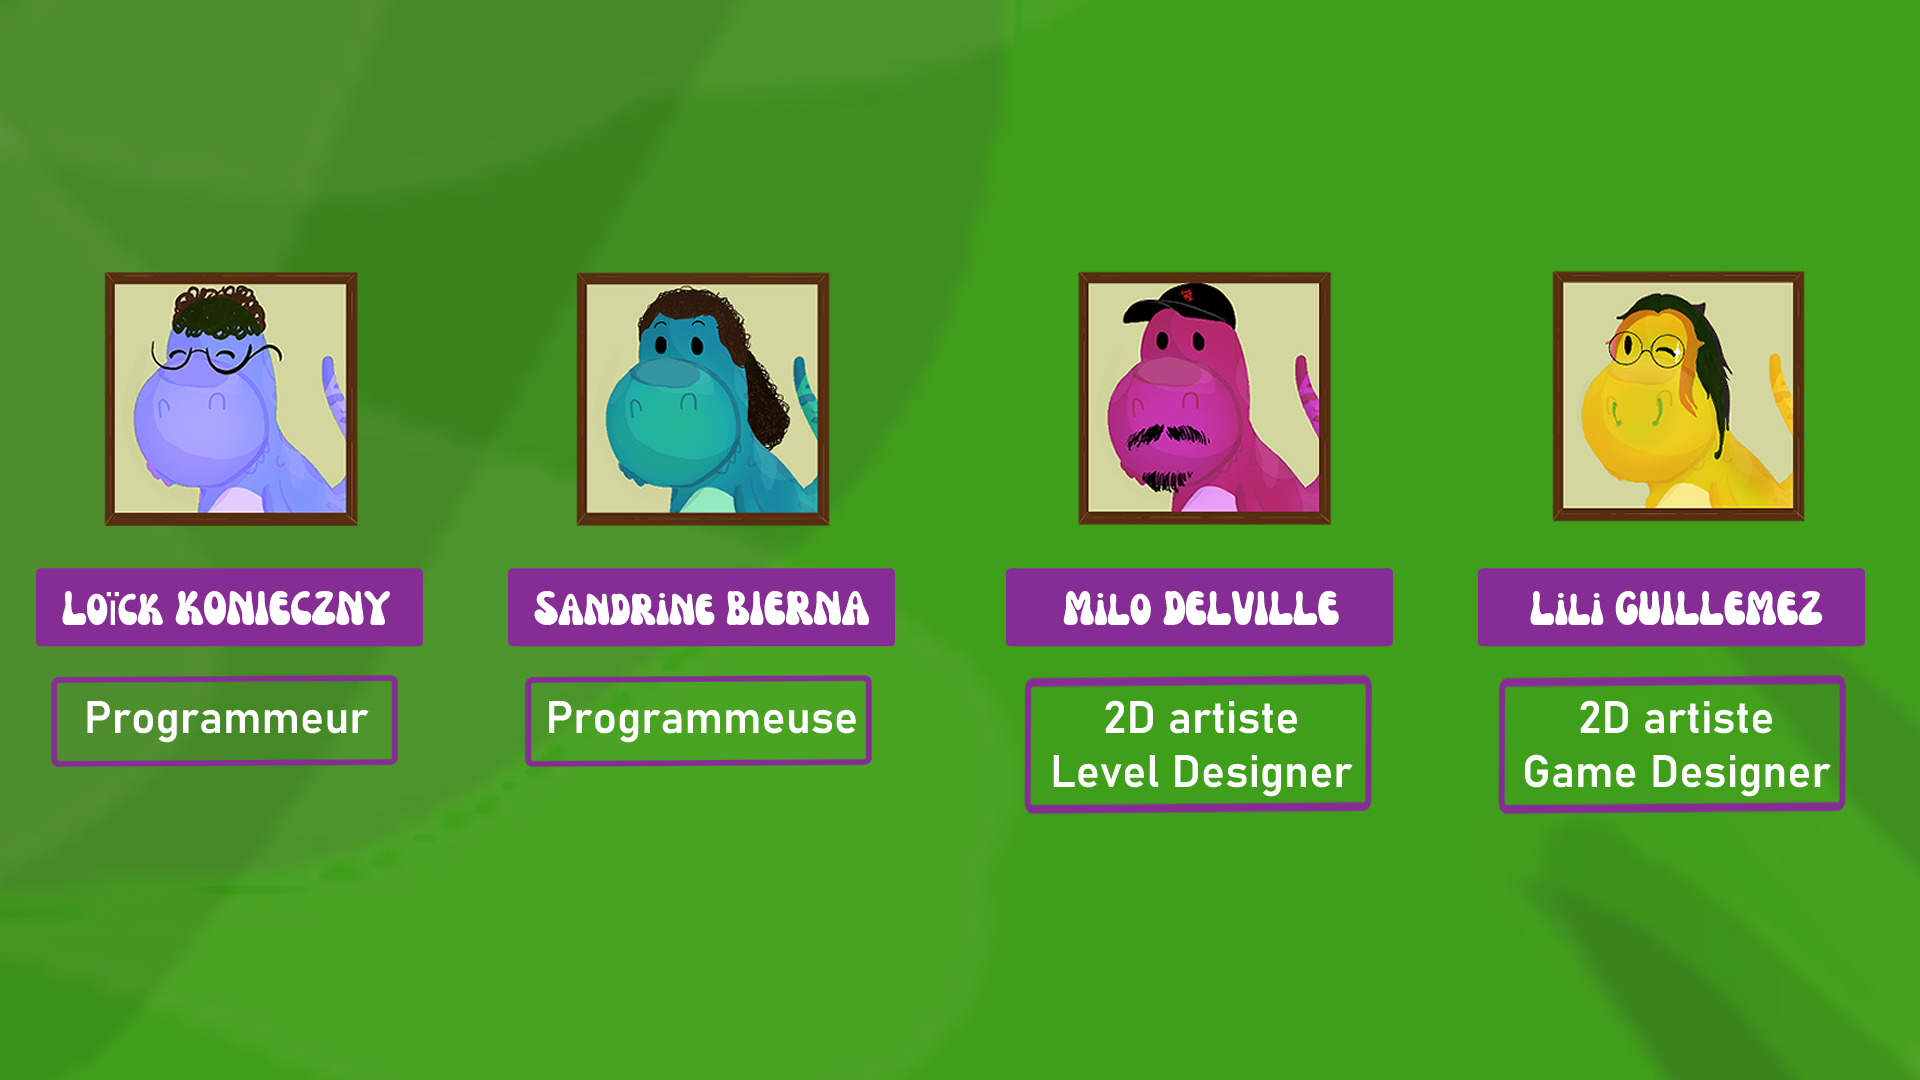 LOïCK KONIECZNY
SANDRiNE BIERNA
MiLO DELVILLE
LiLi GUILLEMEZ
Programmeur
Programmeuse
2D artiste
Level Designer
2D artiste
Game Designer